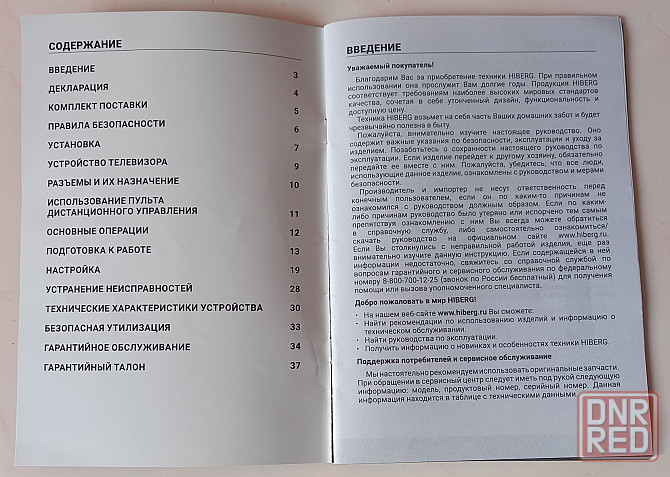 СОДЕРЖАНИЕ
ВВЕДЕНИЕ 3
ДЕКЛАРАЦИЯ 4
КОМПЛЕКТ ПОСТАВКИ 5
ПРАВИЛА БЕЗОПАСНОСТИ 6
УСТАНОВКА 7
УСТРОЙСТВО ТЕЛЕВИЗОРА 9
РАЗЪЕМЫ И ИХ НАЗНАЧЕНИЕ 10
ИСПОЛЬЗОВАНИЕ ПУЛЬТА
ДИСТАНЦИОННОГО УПРАВЛЕНИЯ 11
ОСНОВНЫЕ ОПЕРАЦИИ 12
ПОДГОТОВКА К РАБОТЕ 13
НАСТРОЙКА 19
УСТРАНЕНИЕ НЕИСПРАВНОСТЕЙ 28
ТЕХНИЧЕСКИЕ ХАРАКТЕРИСТИКИ УСТРОЙСТВА 30
БЕЗОПАСНАЯ УТИЛИЗАЦИЯ 33
ГАРАНТИЙНОЕ ОБСЛУЖИВАНИЕ 34
ГАРАНТИЙНЫЙ ТАЛОН 37
ВВЕДЕНИЕ
Уважаемый покупатель!
Благодарим Вас за приобретение техники HIBERG. При правильном
использовании она прослужит Вам долгие годы. Продукция HIBERG
соответствует требованиям наиболее высоких мировых стандартов
качества, сочетая в себе утонченный дизайн, функциональность и
доступную цену.
Техника HIBERG возьмет на себя часть Ваших домашних забот и будет
чрезвычайно полезна в быту.
Пожалуйста, внимательно изучите настоящее руководство. Оно
содержит важные указания по безопасности, эксплуатации и уходу за
изделием. Позаботьтесь о сохранности настоящего руководства по
эксплуатации. Если изделие перейдет к другому хозяину, обязательно
передайте ее вместе с ним. Пожалуйста, убедитесь, что все люди,
использующие данное изделие, ознакомлены с руководством и мерами
безопасности.
Производитель и импортер не несут ответственность перед
конечным пользователем, если он по каким-то причинам не
ознакомился с руководством должным образом. Если по каким-
либо причинам руководство было утеряно или испорчено тем самым
препятствуя ознакомлению с ним Вы всегда можете обратиться
в справочную службу, либо самостоятельно ознакомиться/
скачать руководство на официальном сайте www.hiberg.ru.
Если Вы столкнулись с неправильной работой изделия, еще раз
внимательно изучите данную инструкцию. Если содержащейся в ней
информации недостаточно, свяжитесь со справочной службой по
вопросам гарантийного и сервисного обслуживания по федеральному
номеру 8-800-700-12-25 (звонок по России бесплатный) для получения
помощи или вызова уполномоченного специалиста.
Добро пожаловать в мир HIBERG!
• На нашем веб-сайте www.hiberg.ru Вы сможете:
• Найти рекомендации по использованию изделий и информацию о
техническом обслуживании.
• Найти руководства по эксплуатации.
• Получить информацию о новинках и особенностях техники HIBERG.
Поддержка потребителей и сервисное обслуживание
Мы настоятельно рекомендуем использовать оригинальные запчасти.
При обращении в сервисный центр следует иметь под рукой следующую
информацию: модель, продуктовый номер, серийный номер. Данная
информация находится в таблице с техническими данными.
DNR
RED